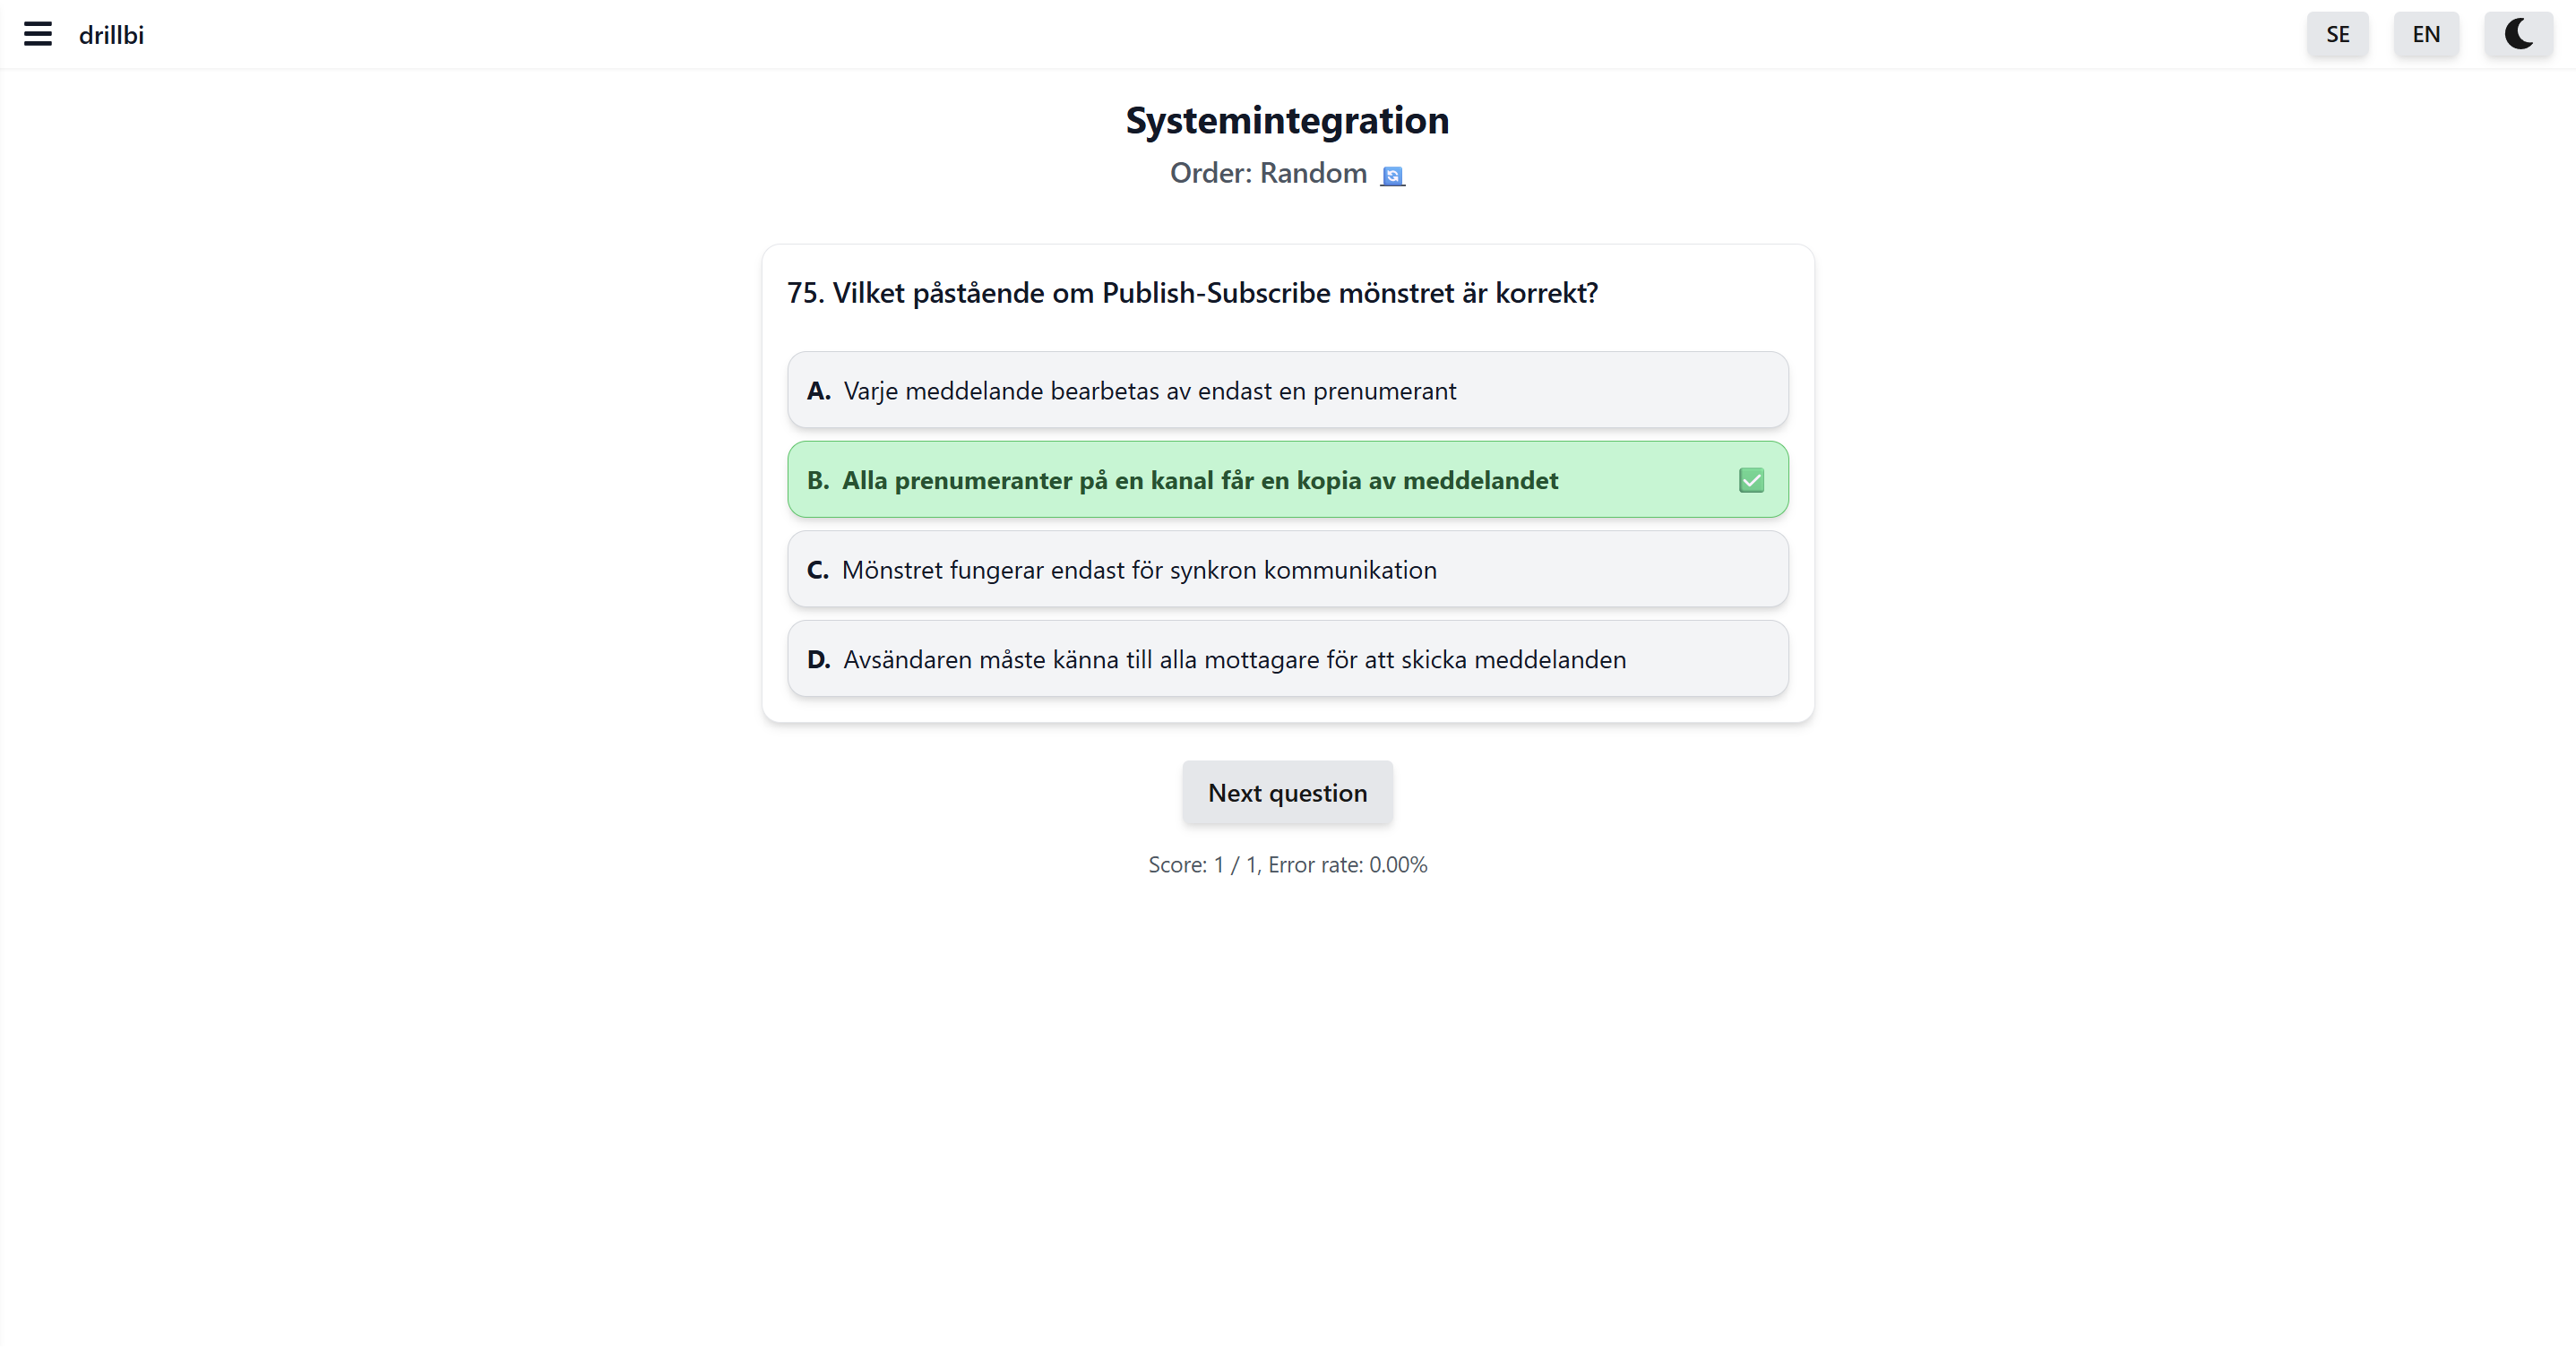 drillbi
SE
EN
Systemintegration
Order: Random
75. Vilket påstående om Publish-Subscribe mönstret är korrekt?
A. Varje meddelande bearbetas av endast en prenumerant
B. Alla prenumeranter på en kanal får en kopia av meddelandet
C. Mönstret fungerar endast för synkron kommunikation
D. Avsändaren måste känna till alla mottagare för att skicka meddelanden
Next question
Score: 1 / 1, Error rate: 0.00%